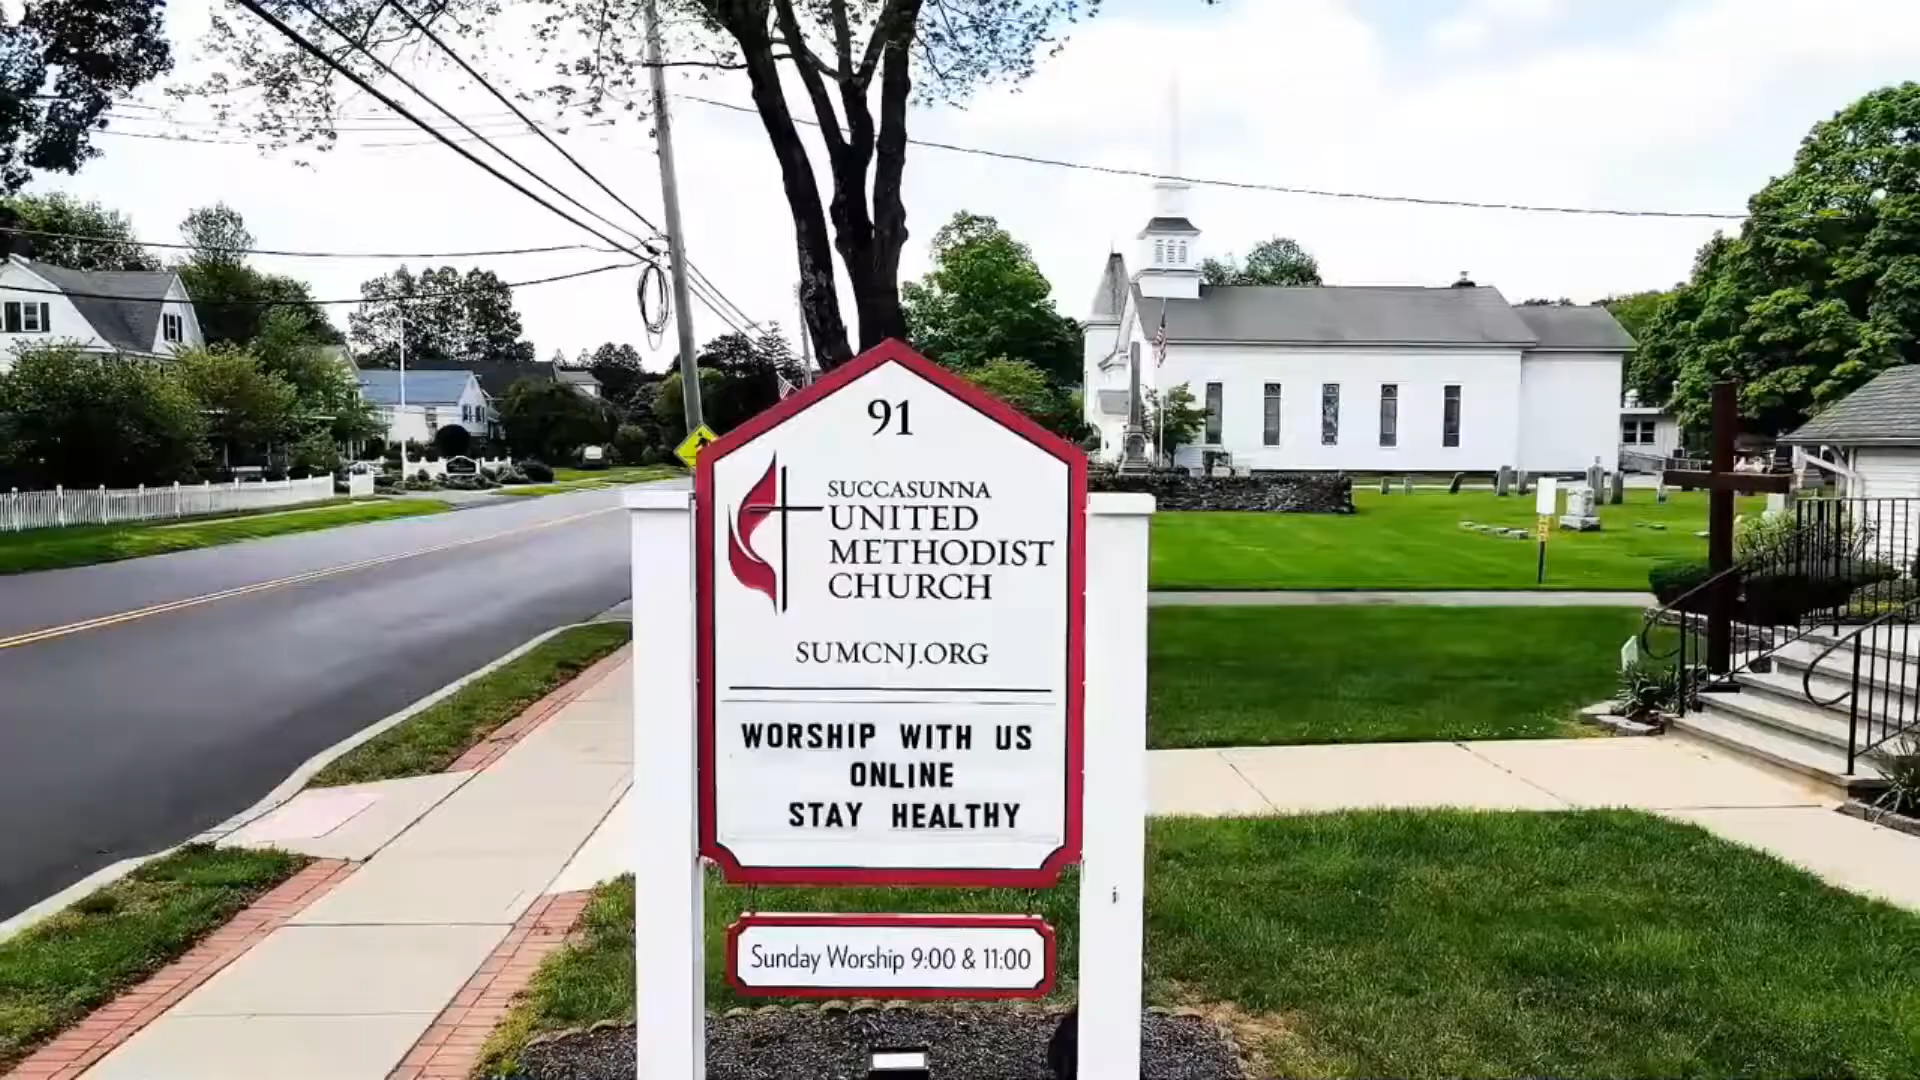 91
SUCCASUNNA
UNITED
METHODIST
CHURCH
SUMCNJ.ORG
WORSHIP WITH US
ONLINE
STAY HEALTHY
Sunday Worship 9:00 & 11:00